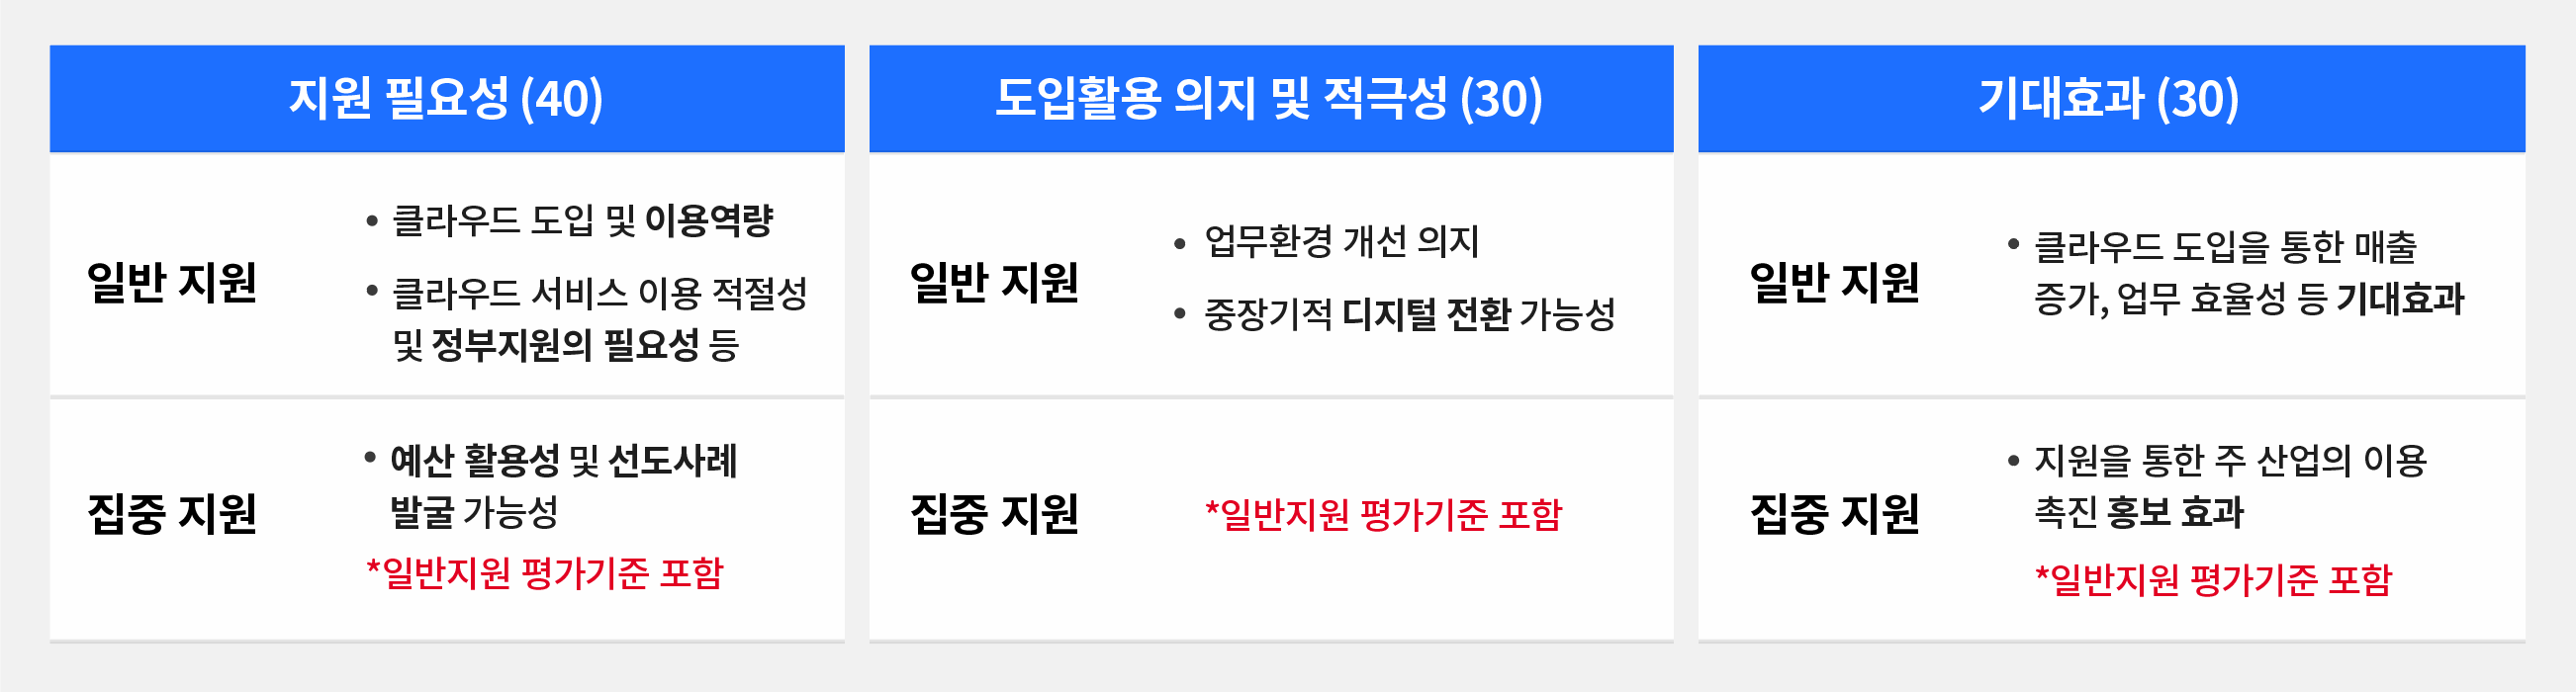 지원 필요성 (40)
일반 지원
• 클라우드 도입 및 이용역량
• 클라우드 서비스 이용 적절성
및 정부지원의 필요성 등
집중 지원
• 예산 활용성 및 선도사례
발굴 가능성
*일반지원 평가기준 포함
도입활용 의지 및 적극성 (30)
일반 지원
• 업무환경 개선 의지
• 중장기적 디지털 전환 가능성
집중 지원
*일반지원 평가기준 포함
기대효과 (30)
일반 지원
• 클라우드 도입을 통한 매출
증가, 업무 효율성 등 기대효과
집중 지원
• 지원을 통한 주 산업의 이용
촉진 홍보 효과
*일반지원 평가기준 포함